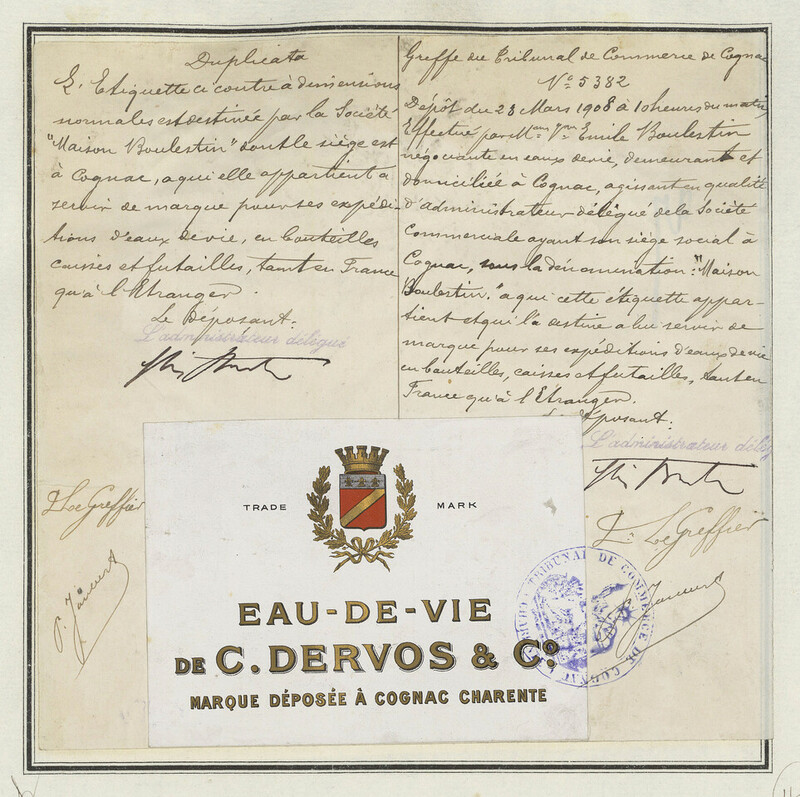 Duplicata
L'Etiquette ci contre à dimensions
normales est destinée par la Société
"Maison Boulestin" dont le siège est
à Cognac, a qui elle appartient a
servir de marque pour ses expédi-
tions d'eaux de vie, en bouteilles
caisses et futailles, tant en France
qu'à l'Etranger.
Le Déposant:
L'administrateur délégué
Greffe du Tribunal de Commerce de Cognac
No 5382
Dépôt du 23 Mars 1908 à 10 heures du matin,
Effectué par Mme Vve Emile Boulestin
négociante en eaux de vie, demeurant et
domiciliée à Cognac, agissant en qualité
d'administrateur délégué de la Société
Commerciale ayant son siège social à
Cognac, sous la dénomination: "Maison
Boulestin." a qui cette étiquette appar-
tient et qui l'a destine a lui servir de
marque pour ses expéditions d'eaux de vie
en bouteilles, caisses et futailles, tant en
France qu'à l'Etranger.
Le Déposant:
L'administrateur délég
Le Greffier
Le Greffier
TRADE MARK
EAU-DE-VIE
DE C. DERVOS & Co.
MARQUE DÉPOSÉE À COGNAC CHARENTE
TRIBUNAL DE COMMERCE DE COGNAC